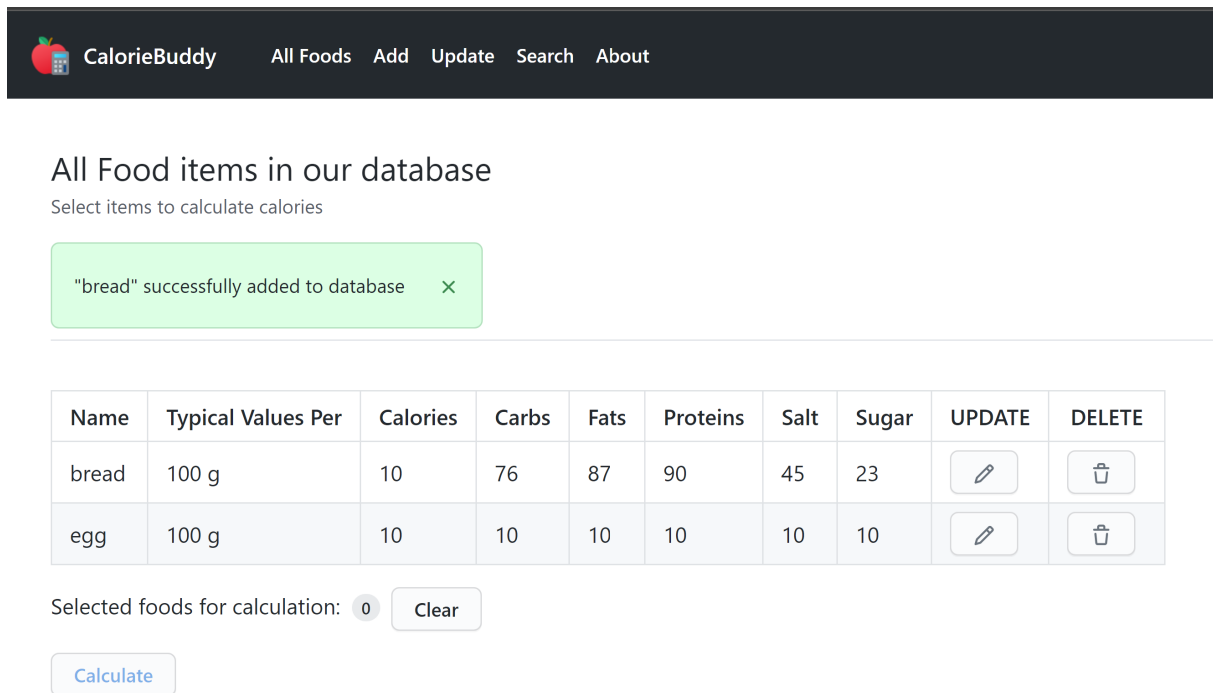 CalorieBuddy All Foods Add Update Search About
All Food items in our database
Select items to calculate calories
"bread" successfully added to database ×
Name Typical Values Per Calories Carbs Fats Proteins Salt Sugar UPDATE DELETE
bread 100 g 10 76 87 90 45 23
egg 100 g 10 10 10 10 10 10
Selected foods for calculation: 0 Clear
Calculate